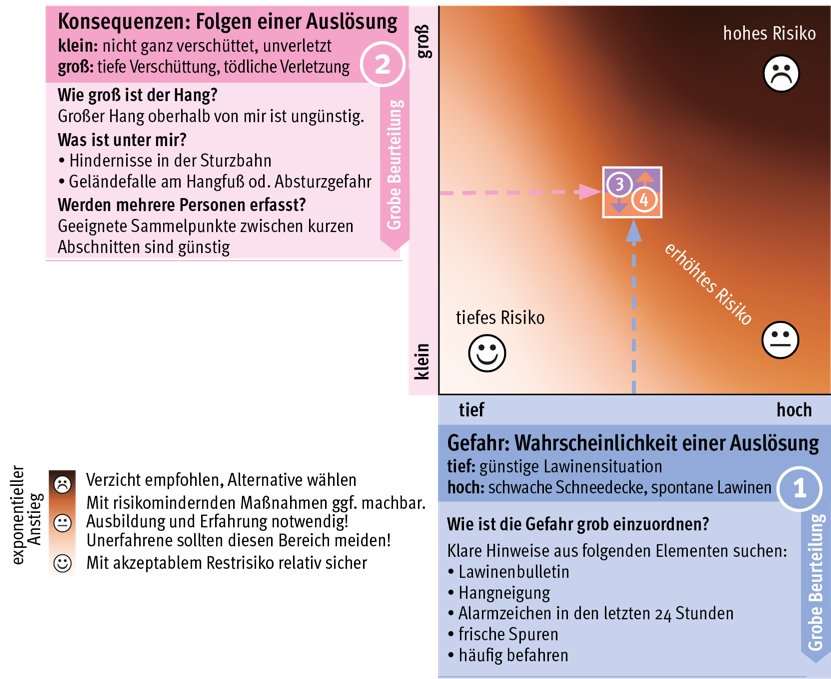 Konsequenzen: Folgen einer Auslösung
klein: nicht ganz verschüttet, unverletzt
groß: tiefe Verschüttung, tödliche Verletzung
2
Wie groß ist der Hang?
Großer Hang oberhalb von mir ist ungünstig.
Was ist unter mir?
• Hindernisse in der Sturzbahn
• Geländefalle am Hangfuß od. Absturzgefahr
Werden mehrere Personen erfasst?
Geeignete Sammelpunkte zwischen kurzen
Abschnitten sind günstig
Grobe Beurteilung
groß
klein
hohes Risiko
3
4
erhöhtes Risiko
tiefes Risiko
tief
hoch
Gefahr: Wahrscheinlichkeit einer Auslösung
tief: günstige Lawinensituation
hoch: schwache Schneedecke, spontane Lawinen
1
Wie ist die Gefahr grob einzuordnen?
Klare Hinweise aus folgenden Elementen suchen:
• Lawinenbulletin
• Hangneigung
• Alarmzeichen in den letzten 24 Stunden
• frische Spuren
• häufig befahren
Grobe Beurteilung
exponentieller
Anstieg
Verzicht empfohlen, Alternative wählen
Mit risikomindernden Maßnahmen ggf. machbar.
Ausbildung und Erfahrung notwendig!
Unerfahrene sollten diesen Bereich meiden!
Mit akzeptablem Restrisiko relativ sicher